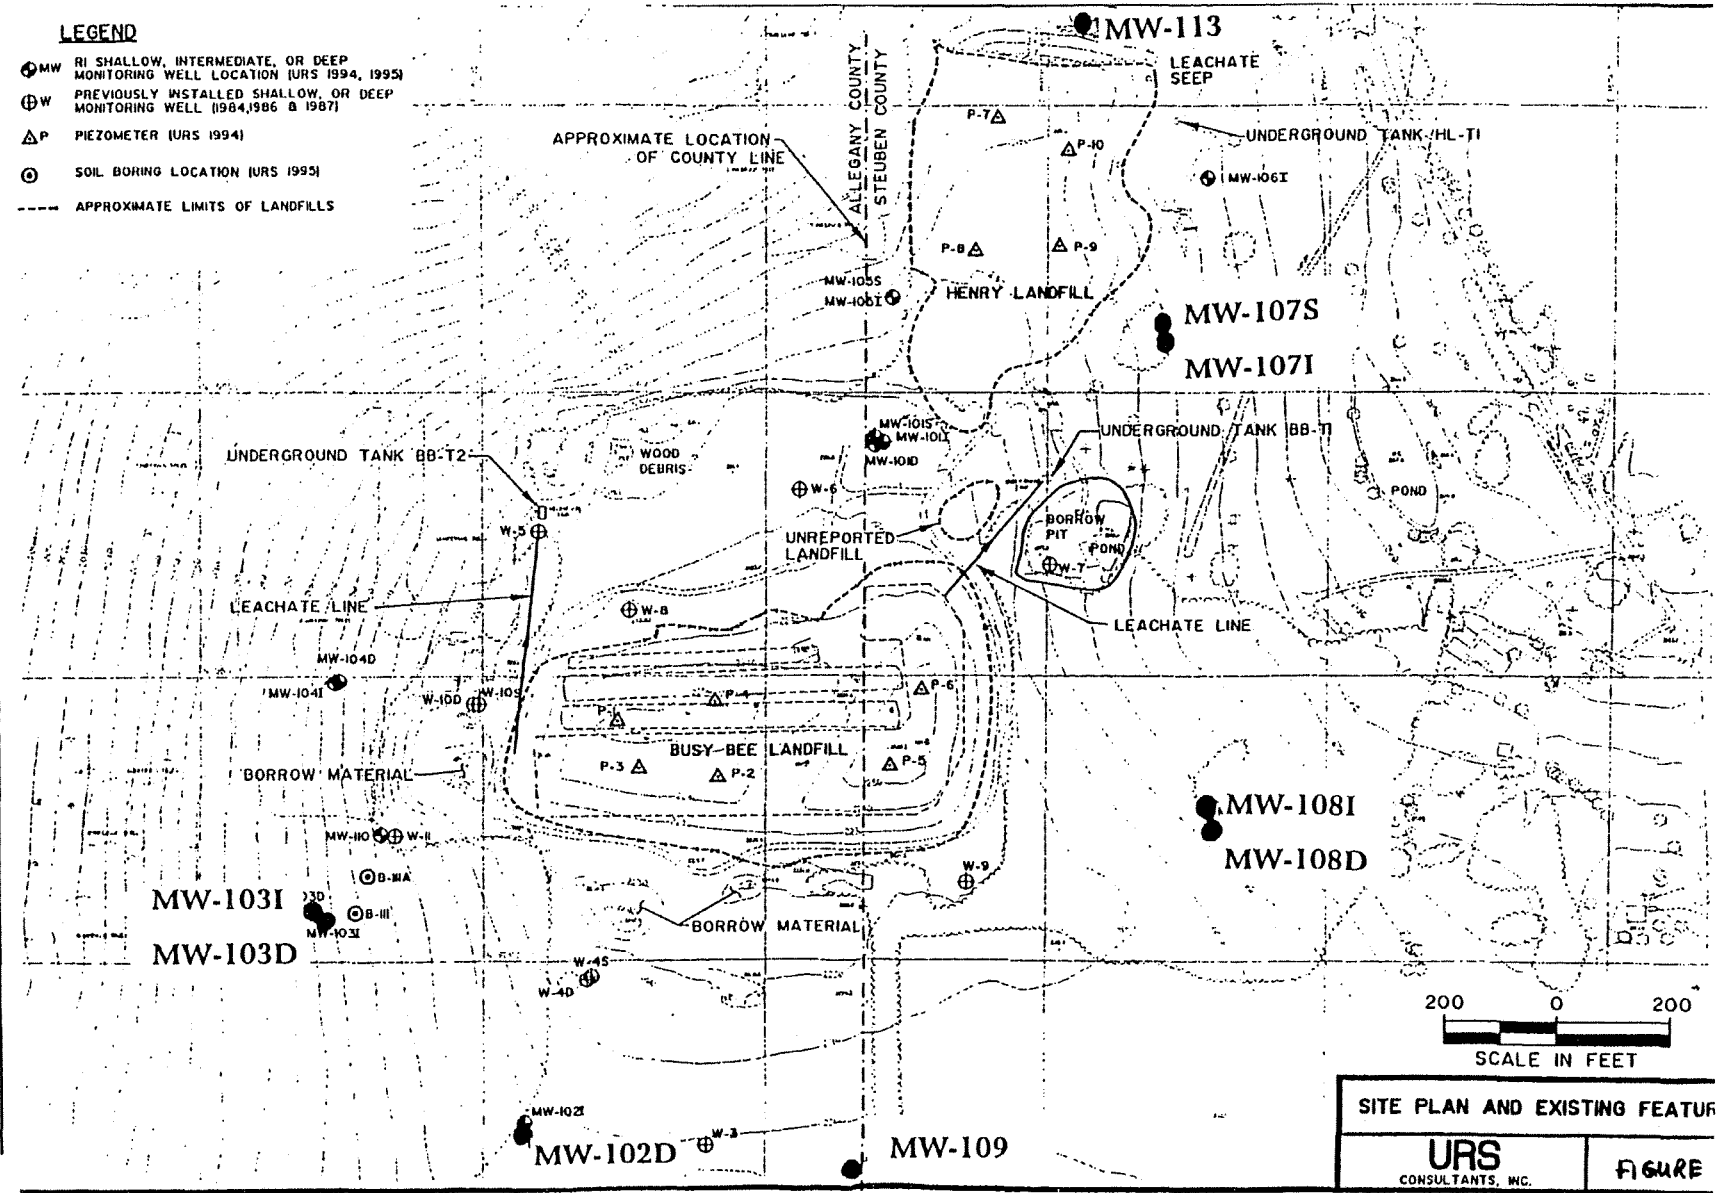 LEGEND
MW RI SHALLOW, INTERMEDIATE, OR DEEP
MONITORING WELL LOCATION (URS 1994, 1995)
W PREVIOUSLY INSTALLED SHALLOW, OR DEEP
MONITORING WELL (1984,1986 & 1987)
P PIEZOMETER (URS 1994)
SOIL BORING LOCATION (URS 1995)
APPROXIMATE LIMITS OF LANDFILLS
MW-113
LEACHATE
SEEP
ALLEGANY COUNTY
STEUBEN COUNTY
APPROXIMATE LOCATION
OF COUNTY LINE
P-7
P-10
UNDERGROUND TANK HL-T1
MW-106I
P-8
P-9
MW-105S
HENRY LANDFILL
MW-107S
MW-107I
MW-101S
MW-101I
MW-101D
UNDERGROUND TANK BB-T1
UNDERGROUND TANK BB-T2
WOOD
DEBRIS
W-6
W-5
UNREPORTED
LANDFILL
BORROW
PIT
POND
W-7
POND
LEACHATE LINE
W-8
LEACHATE LINE
MW-104D
MW-104I
W-10D
W-10S
P-4
P-6
P-1
BUSY-BEE LANDFILL
P-3
P-2
P-5
BORROW MATERIAL
MW-108I
MW-108D
MW-110
W-11
W-9
B-111A
MW-103I
03D
B-111
MW-103I
MW-103D
BORROW MATERIAL
W-4S
W-4D
200 0 200
SCALE IN FEET
MW-102I
MW-102D
W-3
MW-109
SITE PLAN AND EXISTING FEATUR
URS
CONSULTANTS, INC.
FIGURE